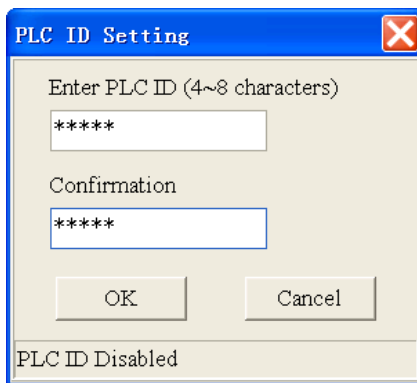 PLC ID Setting
Enter PLC ID (4~8 characters)
*****
Confirmation
*****
OK Cancel
PLC ID Disabled